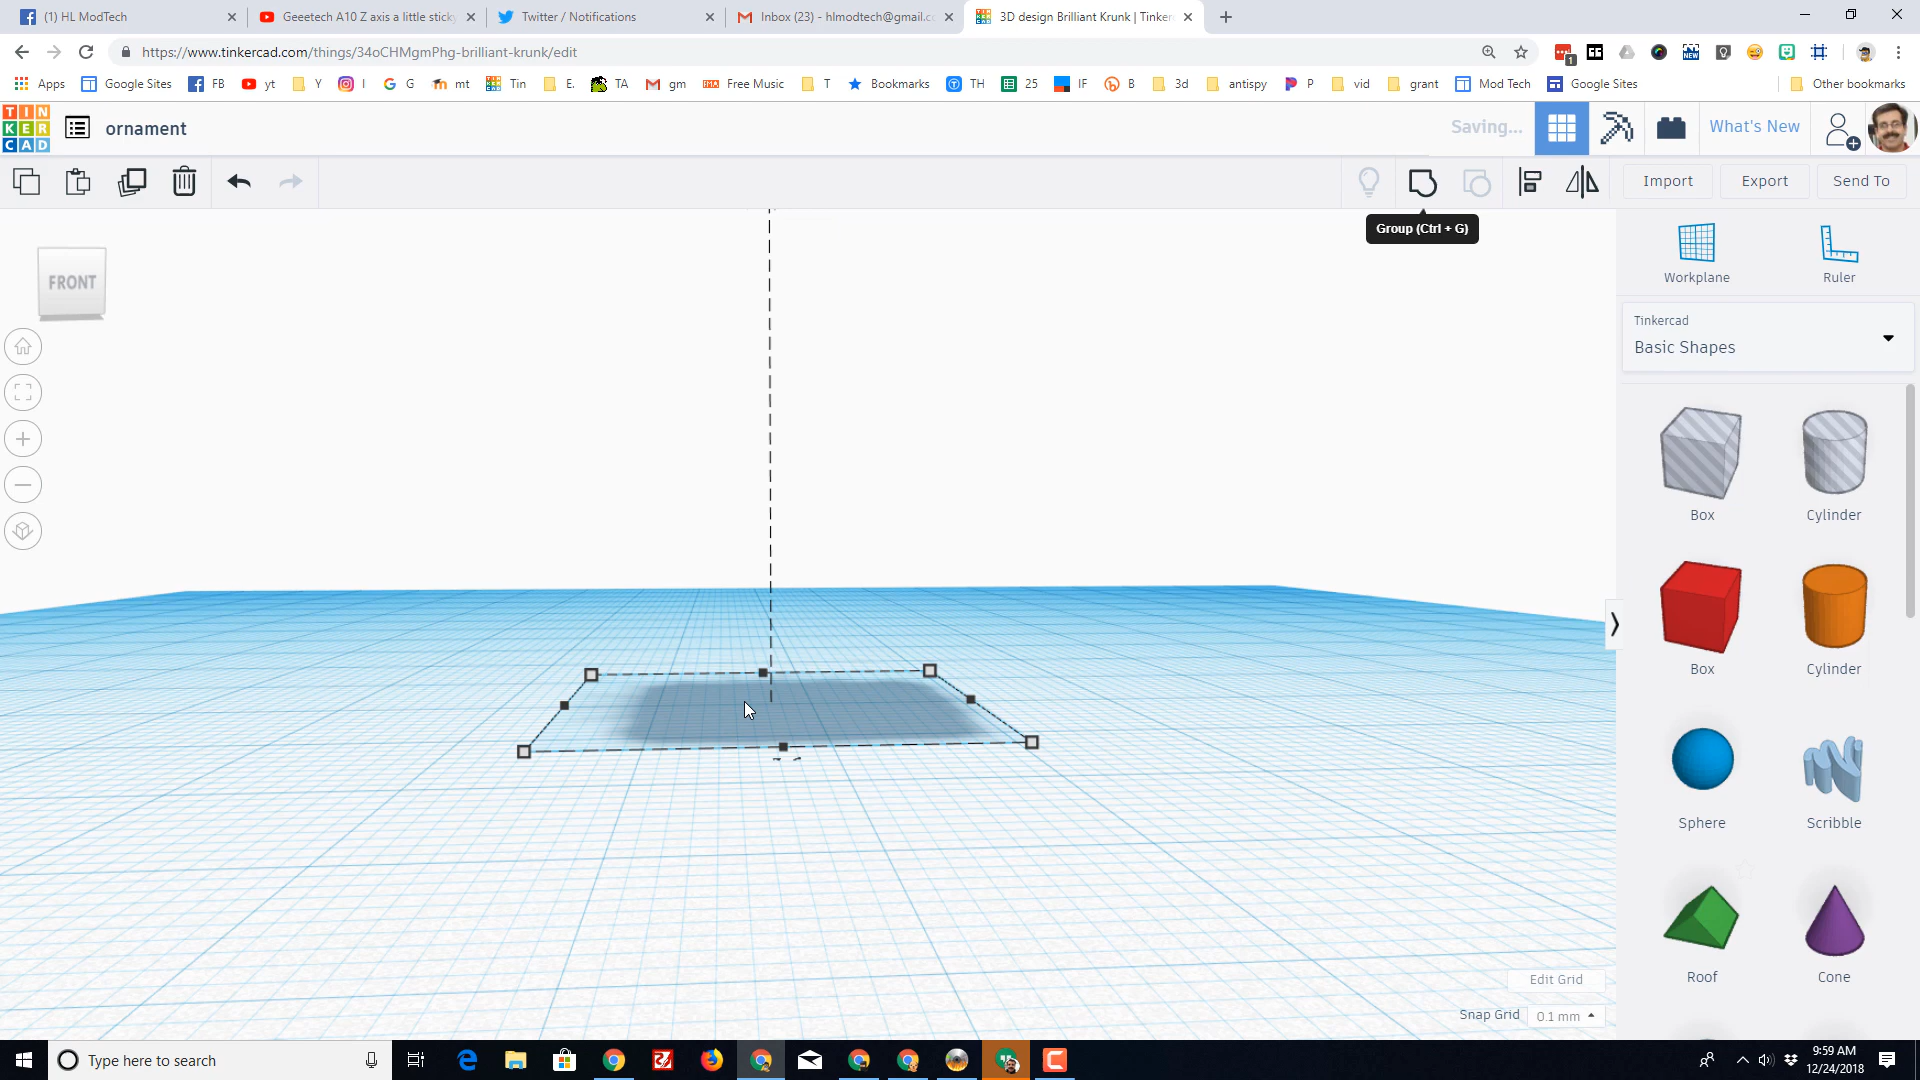 (1) HL ModTech
Geeetech A10 Z axis a little sticky
Twitter / Notifications
Inbox (23) - hlmodtech@gmail.c
3D design Brilliant Krunk | Tinker
https://www.tinkercad.com/things/34oCHMgmPhg-brilliant-krunk/edit
1
Apps
Google Sites
FB
yt
Y
I
G
mt
Tin
E.
TA
gm
Free Music
T
Bookmarks
TH
25
IF
B
3d
antispy
P
vid
grant
Mod Tech
Google Sites
Other bookmarks
TIN
KER
CAD
ornament
Saving...
What's New
Import
Export
Send To
Group (Ctrl + G)
FRONT
Workplane
Ruler
Tinkercad
Basic Shapes
Box
Cylinder
Box
Cylinder
Sphere
Scribble
Roof
Cone
Edit Grid
Snap Grid
0.1 mm
Type here to search
9:59 AM
12/24/2018